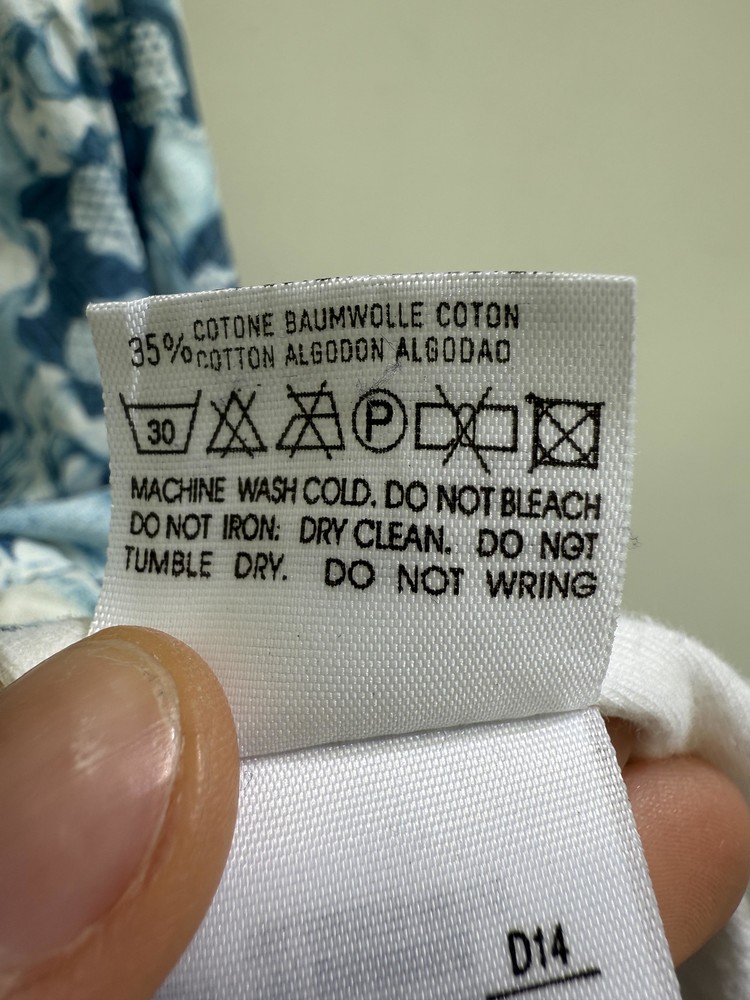 35% COTONE BAUMWOLLE COTON
COTTON ALGODON ALGODAO
30 P
MACHINE WASH COLD. DO NOT BLEACH
DO NOT IRON: DRY CLEAN. DO NOT
TUMBLE DRY. DO NOT WRING
D14